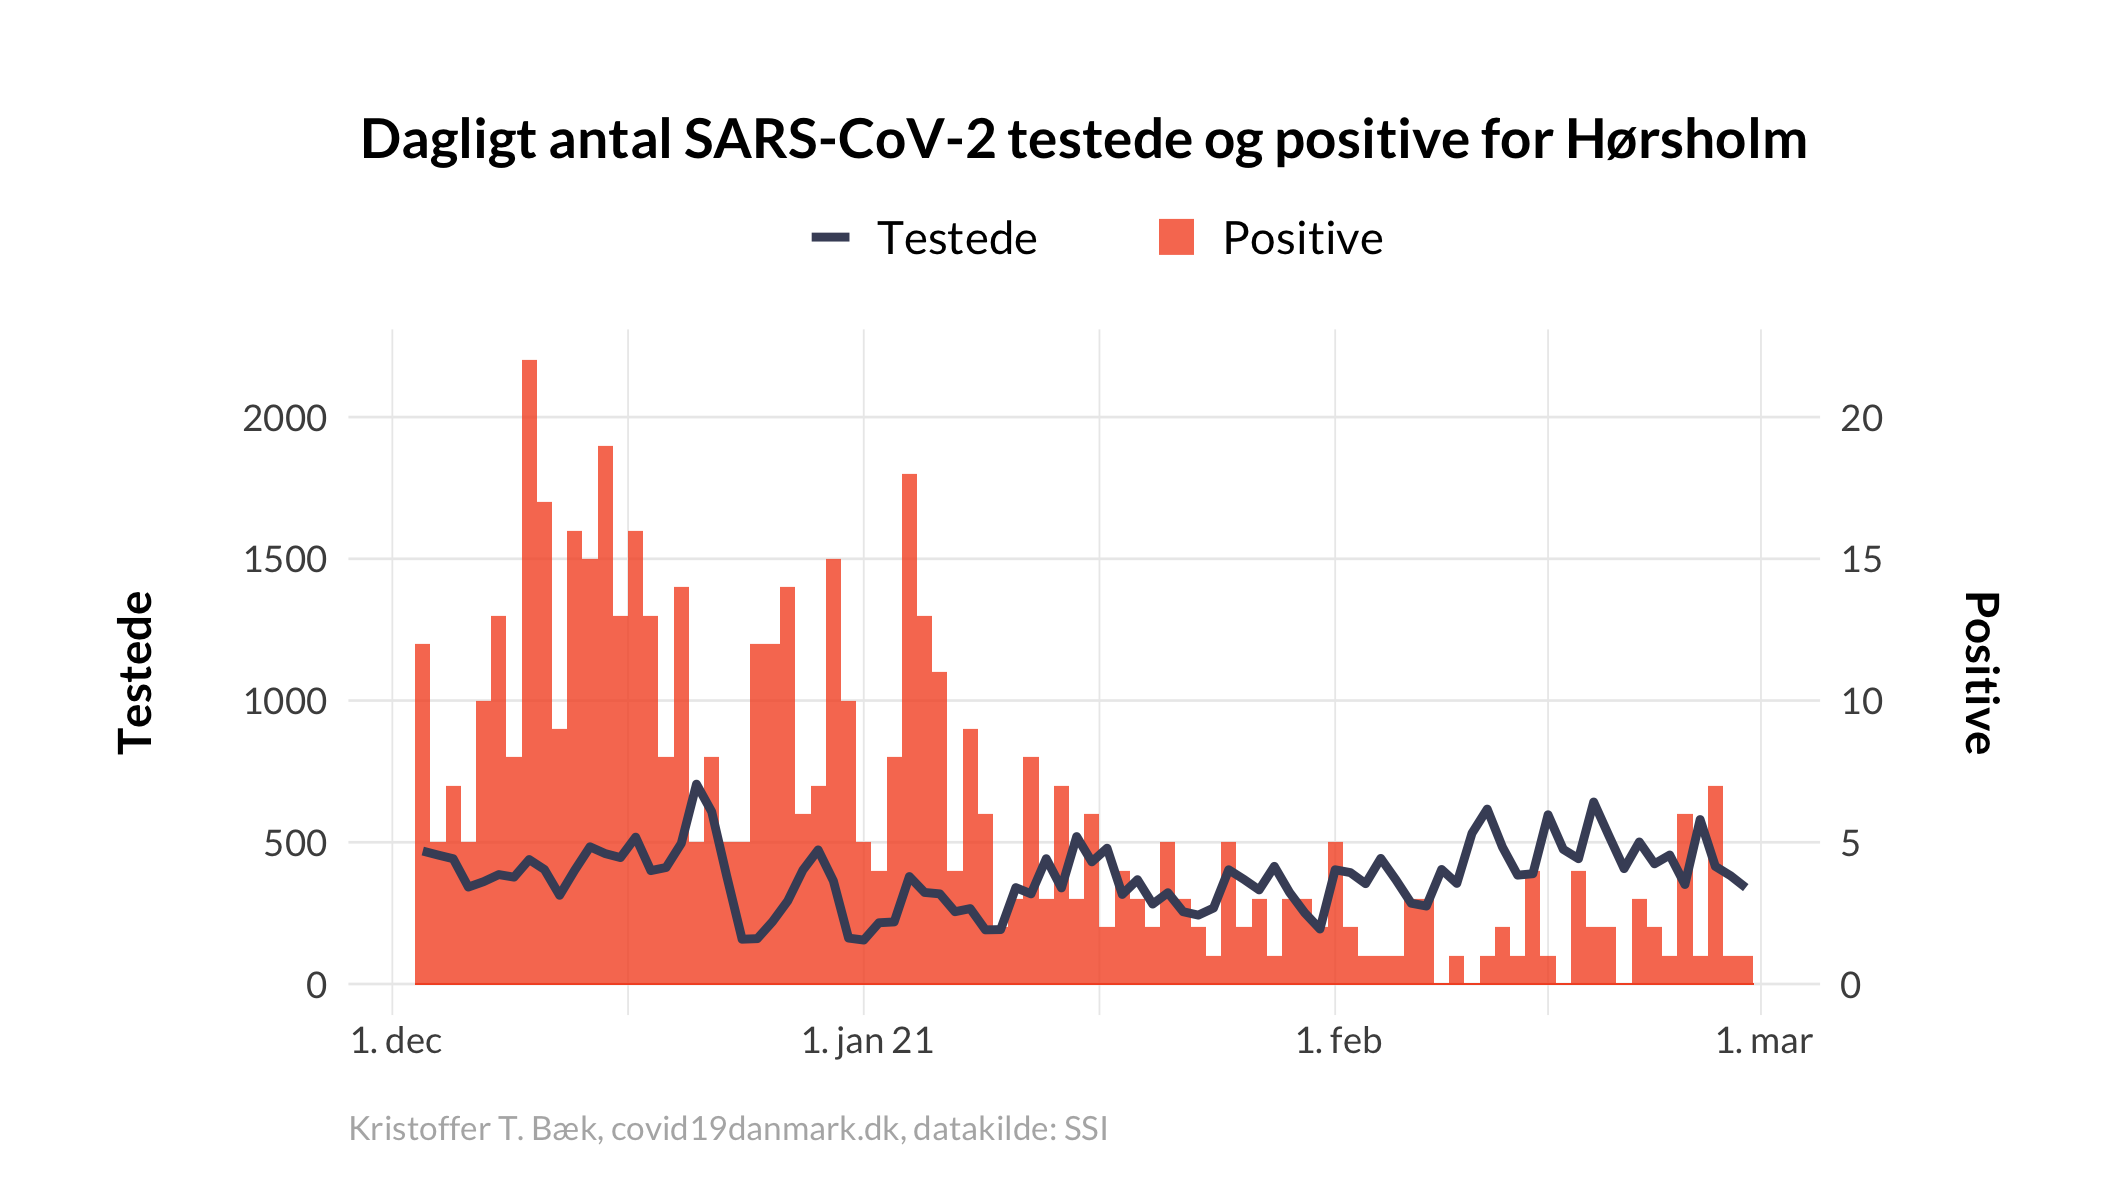 Dagligt antal SARS-CoV-2 testede og positive for Hørsholm
Testede Positive
2000 20
1500 15
1000 10
500 5
0 0
Testede
Positive
1. dec 1. jan 21 1. feb 1. mar
Kristoffer T. Bæk, covid19danmark.dk, datakilde: SSI